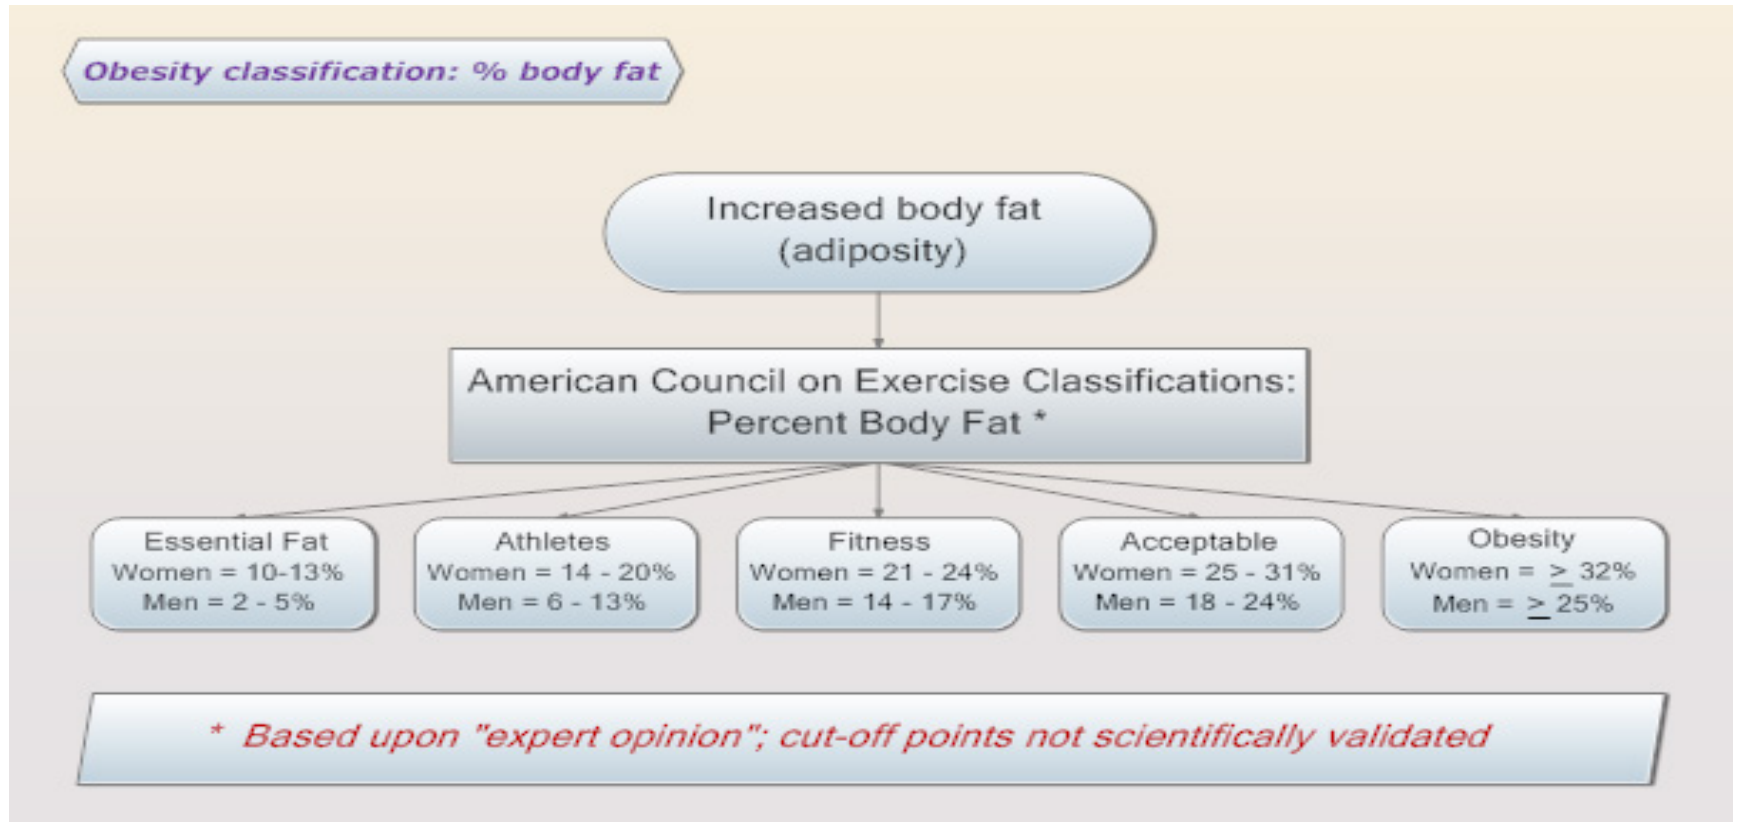 Obesity classification: % body fat
Increased body fat
(adiposity)
American Council on Exercise Classifications:
Percent Body Fat *
Essential Fat
Women = 10-13%
Men = 2 - 5%
Athletes
Women = 14 - 20%
Men = 6 - 13%
Fitness
Women = 21 - 24%
Men = 14 - 17%
Acceptable
Women = 25 - 31%
Men = 18 - 24%
Obesity
Women = ≥ 32%
Men = ≥ 25%
* Based upon "expert opinion"; cut-off points not scientifically validated